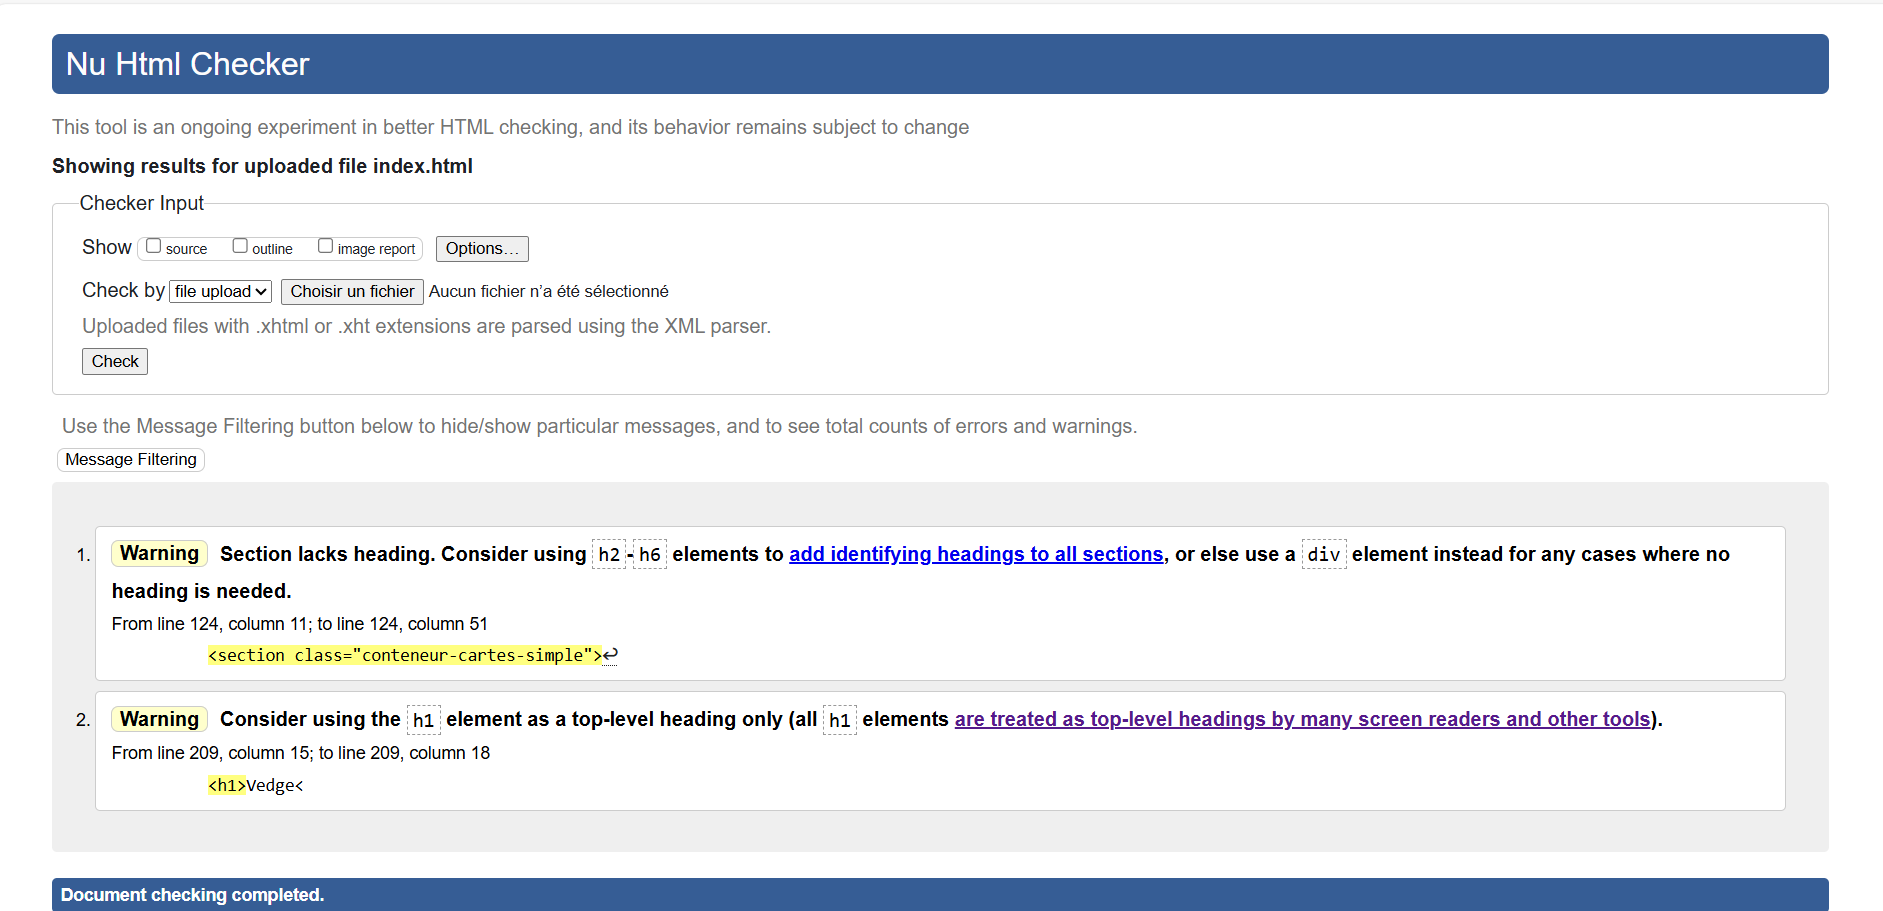 Nu Html Checker
This tool is an ongoing experiment in better HTML checking, and its behavior remains subject to change
Showing results for uploaded file index.html
Checker Input
Show source outline image report Options…
Check by file upload Choisir un fichier Aucun fichier n’a été sélectionné
Uploaded files with .xhtml or .xht extensions are parsed using the XML parser.
Check
Use the Message Filtering button below to hide/show particular messages, and to see total counts of errors and warnings.
Message Filtering
1. Warning Section lacks heading. Consider using h2-h6 elements to add identifying headings to all sections, or else use a div element instead for any cases where no
heading is needed.
From line 124, column 11; to line 124, column 51
<section class="conteneur-cartes-simple">↩
2. Warning Consider using the h1 element as a top-level heading only (all h1 elements are treated as top-level headings by many screen readers and other tools).
From line 209, column 15; to line 209, column 18
<h1>Vedge<
Document checking completed.